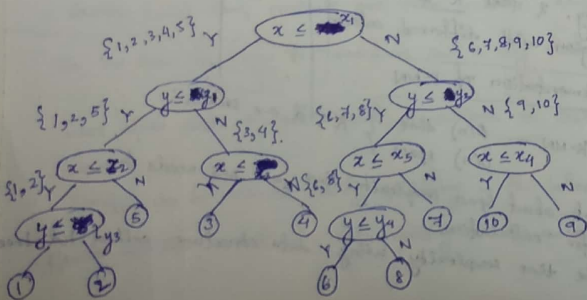 x ≤ x1
{1,2,3,4,5} Y
N {6,7,8,9,10}
y ≤ y1
y ≤ y2
{1,2,5} Y
N {3,4}.
{6,7,8} Y
N {9,10}
x ≤ x2
x ≤
x ≤ x5
x ≤ x4
{1,2} Y
N
Y
N {6,8} Y
N
Y
N
y ≤ y3
5
3
4
y ≤ y4
7
10
9
Y
N
1
2
6
8